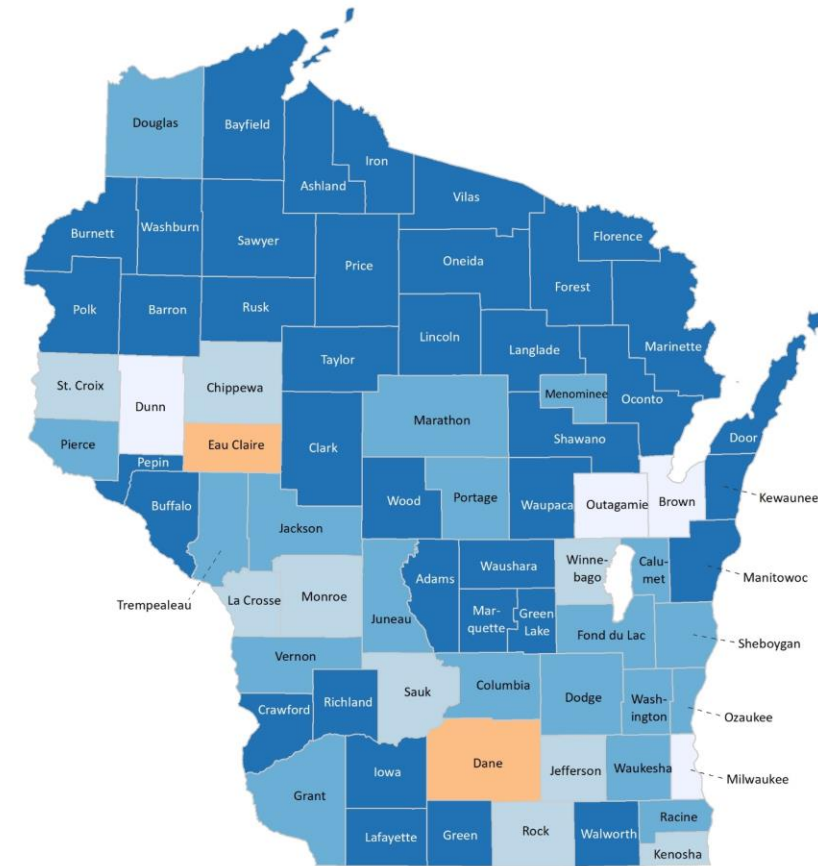 Douglas
Bayfield
Iron
Ashland
Vilas
Burnett
Washburn
Sawyer
Florence
Price
Oneida
Forest
Polk
Barron
Rusk
Lincoln
Langlade
Marinette
Taylor
St. Croix
Dunn
Chippewa
Menominee
Oconto
Marathon
Pierce
Eau Claire
Clark
Shawano
Door
Pepin
Buffalo
Wood
Portage
Waupaca
Outagamie
Brown
Kewaunee
Jackson
Trempealeau
La Crosse
Monroe
Juneau
Adams
Waushara
Winne-
bago
Calu-
met
Manitowoc
Mar-
quette
Green
Lake
Fond du Lac
Sheboygan
Vernon
Sauk
Columbia
Dodge
Wash-
ington
Ozaukee
Crawford
Richland
Iowa
Dane
Jefferson
Waukesha
Milwaukee
Grant
Lafayette
Green
Rock
Walworth
Racine
Kenosha